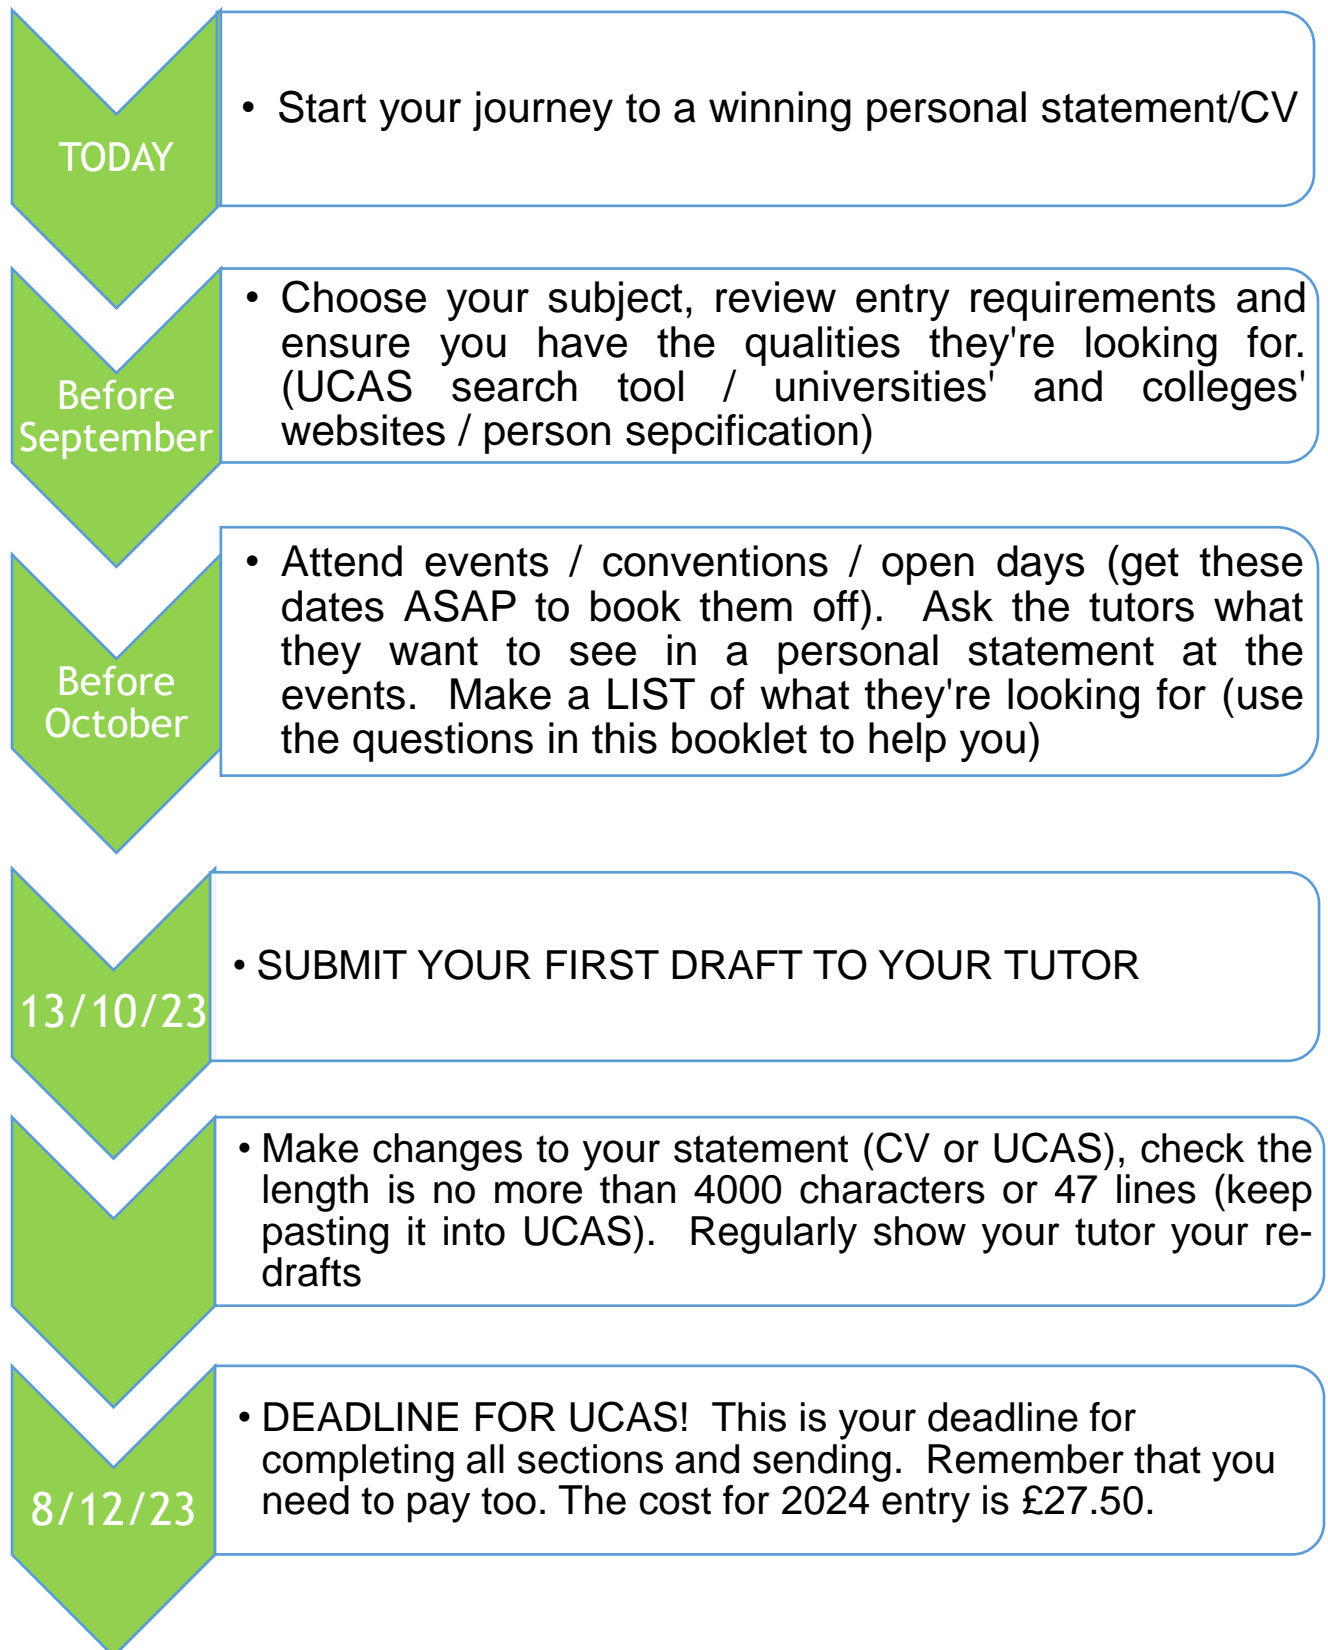 TODAY
• Start your journey to a winning personal statement/CV
Before
September
• Choose your subject, review entry requirements and
ensure you have the qualities they're looking for.
(UCAS search tool / universities' and colleges'
websites / person sepcification)
Before
October
• Attend events / conventions / open days (get these
dates ASAP to book them off). Ask the tutors what
they want to see in a personal statement at the
events. Make a LIST of what they're looking for (use
the questions in this booklet to help you)
13/10/23
• SUBMIT YOUR FIRST DRAFT TO YOUR TUTOR
• Make changes to your statement (CV or UCAS), check the
length is no more than 4000 characters or 47 lines (keep
pasting it into UCAS). Regularly show your tutor your re-
drafts
8/12/23
• DEADLINE FOR UCAS! This is your deadline for
completing all sections and sending. Remember that you
need to pay too. The cost for 2024 entry is £27.50.